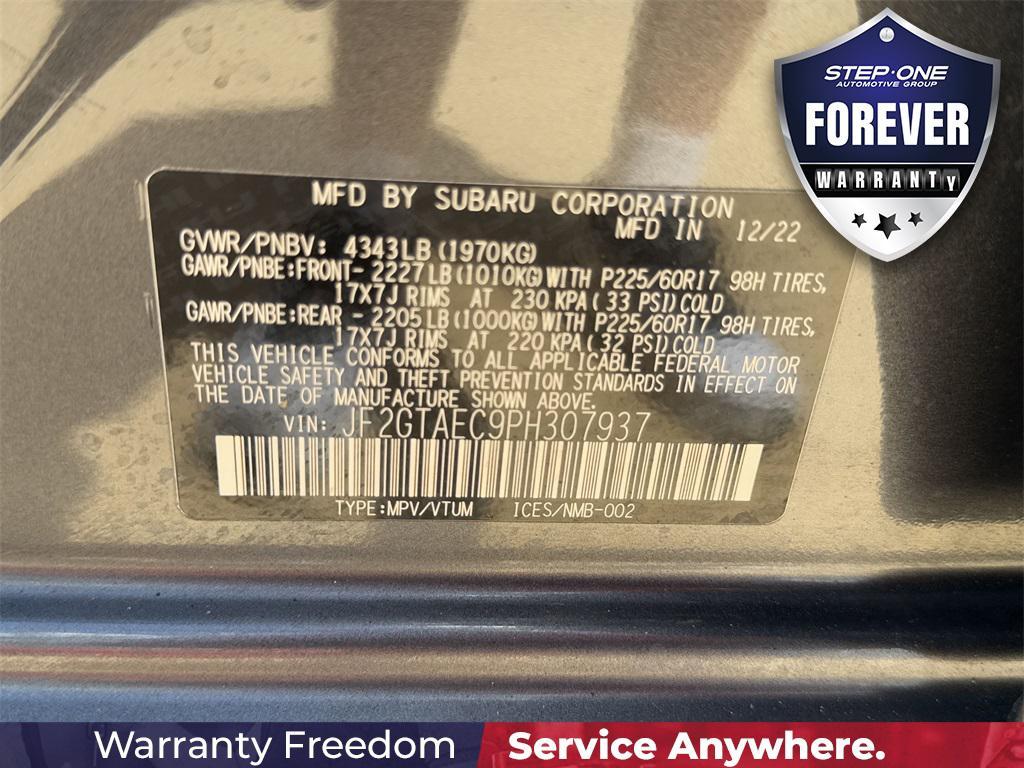 STEP·ONE
AUTOMOTIVE GROUP
FOREVER
WARRANTY
MFD BY SUBARU CORPORATION
MFD IN 12/22
GVWR/PNBV: 4343LB (1970KG)
GAWR/PNBE:FRONT- 2227LB(1010KG)WITH P225/60R17 98H TIRES,
17X7J RIMS AT 230 KPA( 33 PSI)COLD
GAWR/PNBE:REAR - 2205LB(1000KG)WITH P225/60R17 98H TIRES,
17X7J RIMS AT 220 KPA( 32 PSI)COLD
THIS VEHICLE CONFORMS TO ALL APPLICABLE FEDERAL MOTOR
VEHICLE SAFETY AND THEFT PREVENTION STANDARDS IN EFFECT ON
THE DATE OF MANUFACTURE SHOWN ABOVE.
VIN: JF2GTAEC9PH307937
TYPE:MPV/VTUM ICES/NMB-002
Warranty Freedom Service Anywhere.